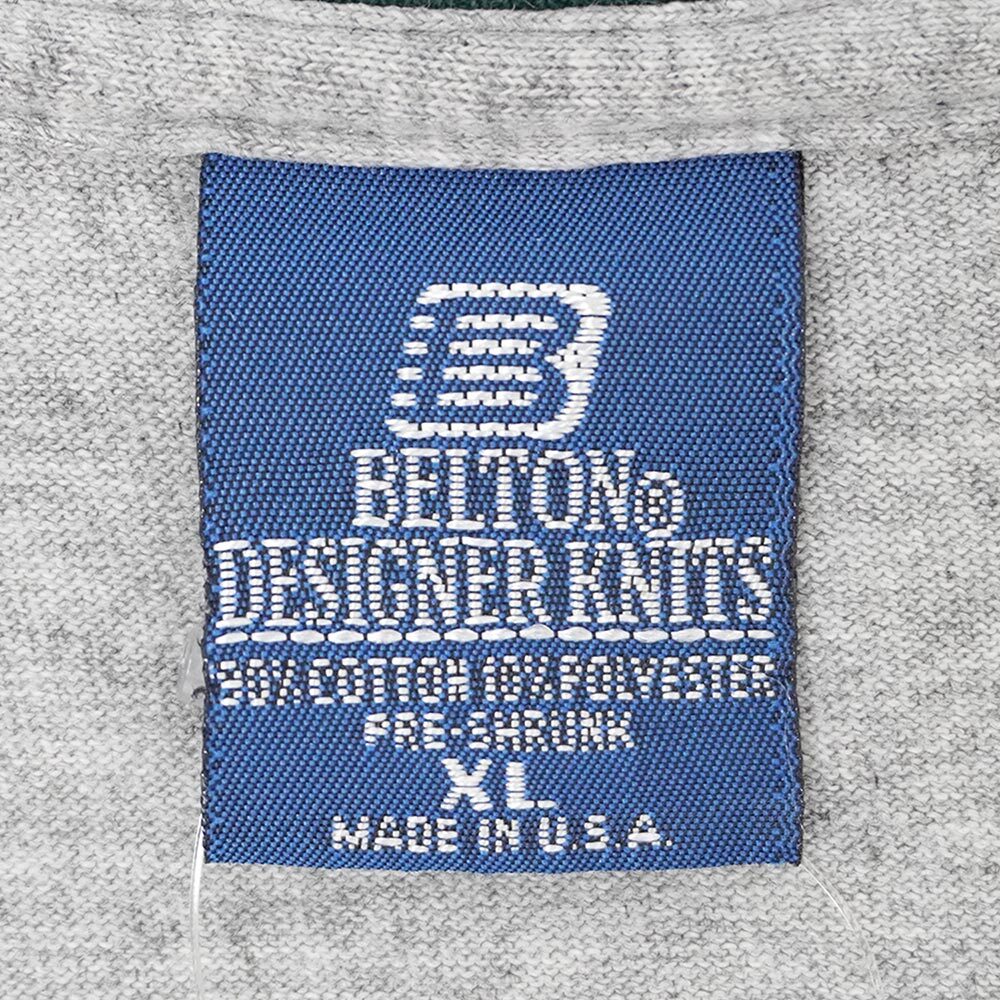 B
BELTON®
DESIGNER KNITS
90% COTTON 10% POLYESTER
PRE-SHRUNK
XL
MADE IN U.S.A.